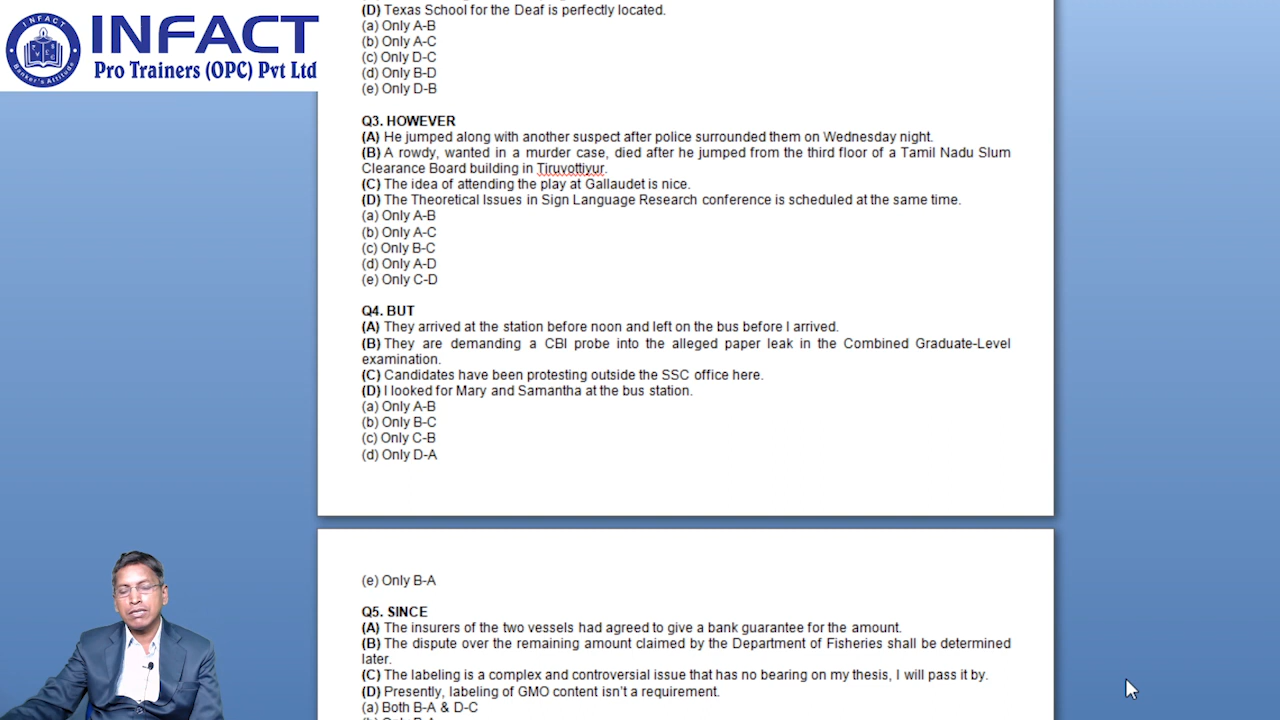 INFACT
INFACT
Banker's Attitude
Pro Trainers (OPC) Pvt Ltd
(D) Texas School for the Deaf is perfectly located.
(a) Only A-B
(b) Only A-C
(c) Only D-C
(d) Only B-D
(e) Only D-B
Q3. HOWEVER
(A) He jumped along with another suspect after police surrounded them on Wednesday night.
(B) A rowdy, wanted in a murder case, died after he jumped from the third floor of a Tamil Nadu Slum
Clearance Board building in Tiruvottiyur.
(C) The idea of attending the play at Gallaudet is nice.
(D) The Theoretical Issues in Sign Language Research conference is scheduled at the same time.
(a) Only A-B
(b) Only A-C
(c) Only B-C
(d) Only A-D
(e) Only C-D
Q4. BUT
(A) They arrived at the station before noon and left on the bus before I arrived.
(B) They are demanding a CBI probe into the alleged paper leak in the Combined Graduate-Level
examination.
(C) Candidates have been protesting outside the SSC office here.
(D) I looked for Mary and Samantha at the bus station.
(a) Only A-B
(b) Only B-C
(c) Only C-B
(d) Only D-A
(e) Only B-A
Q5. SINCE
(A) The insurers of the two vessels had agreed to give a bank guarantee for the amount.
(B) The dispute over the remaining amount claimed by the Department of Fisheries shall be determined
later.
(C) The labeling is a complex and controversial issue that has no bearing on my thesis, I will pass it by.
(D) Presently, labeling of GMO content isn't a requirement.
(a) Both B-A & D-C